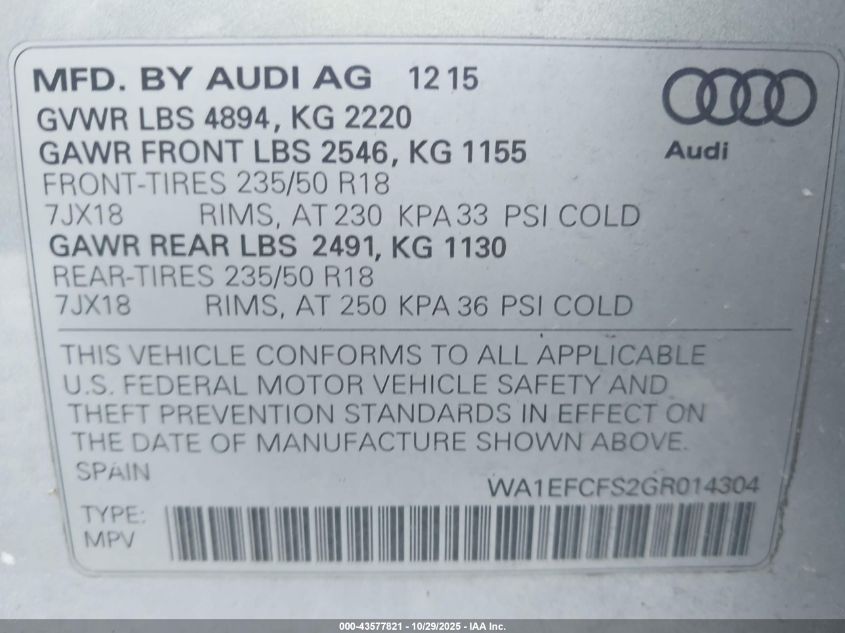 MFD. BY AUDI AG 12 15
GVWR LBS 4894, KG 2220
GAWR FRONT LBS 2546, KG 1155
Audi
FRONT-TIRES 235/50 R18
7JX18 RIMS, AT 230 KPA 33 PSI COLD
GAWR REAR LBS 2491, KG 1130
REAR-TIRES 235/50 R18
7JX18 RIMS, AT 250 KPA 36 PSI COLD
THIS VEHICLE CONFORMS TO ALL APPLICABLE
U.S. FEDERAL MOTOR VEHICLE SAFETY AND
THEFT PREVENTION STANDARDS IN EFFECT ON
THE DATE OF MANUFACTURE SHOWN ABOVE.
SPAIN
WA1EFCFS2GR014304
TYPE:
MPV
000-43577821 - 10/29/2025 - IAA Inc.